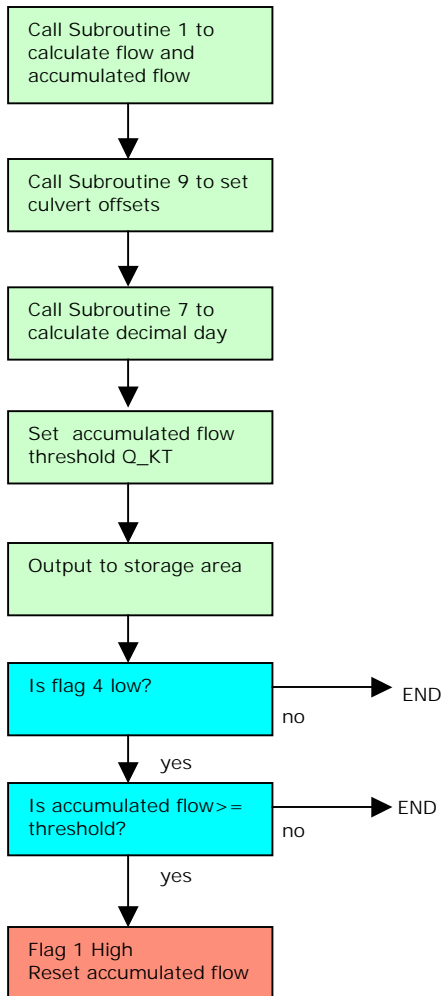 Call Subroutine 1 to
calculate flow and
accumulated flow
Call Subroutine 9 to set
culvert offsets
Call Subroutine 7 to
calculate decimal day
Set accumulated flow
threshold Q_KT
Output to storage area
Is flag 4 low?
END
no
yes
Is accumulated flow>=
threshold?
END
no
yes
Flag 1 High
Reset accumulated flow